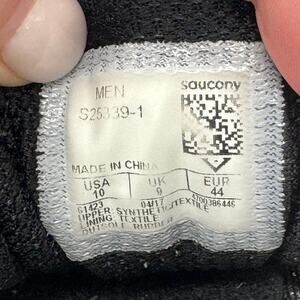 MEN saucony
S25339-1
MADE IN CHINA
USA UK EUR
10 9 44
61423 04/17
UPPER: SYNTHETIC/TEXTILE
LINING: TEXTILE
OUTSOLE: RUBBER